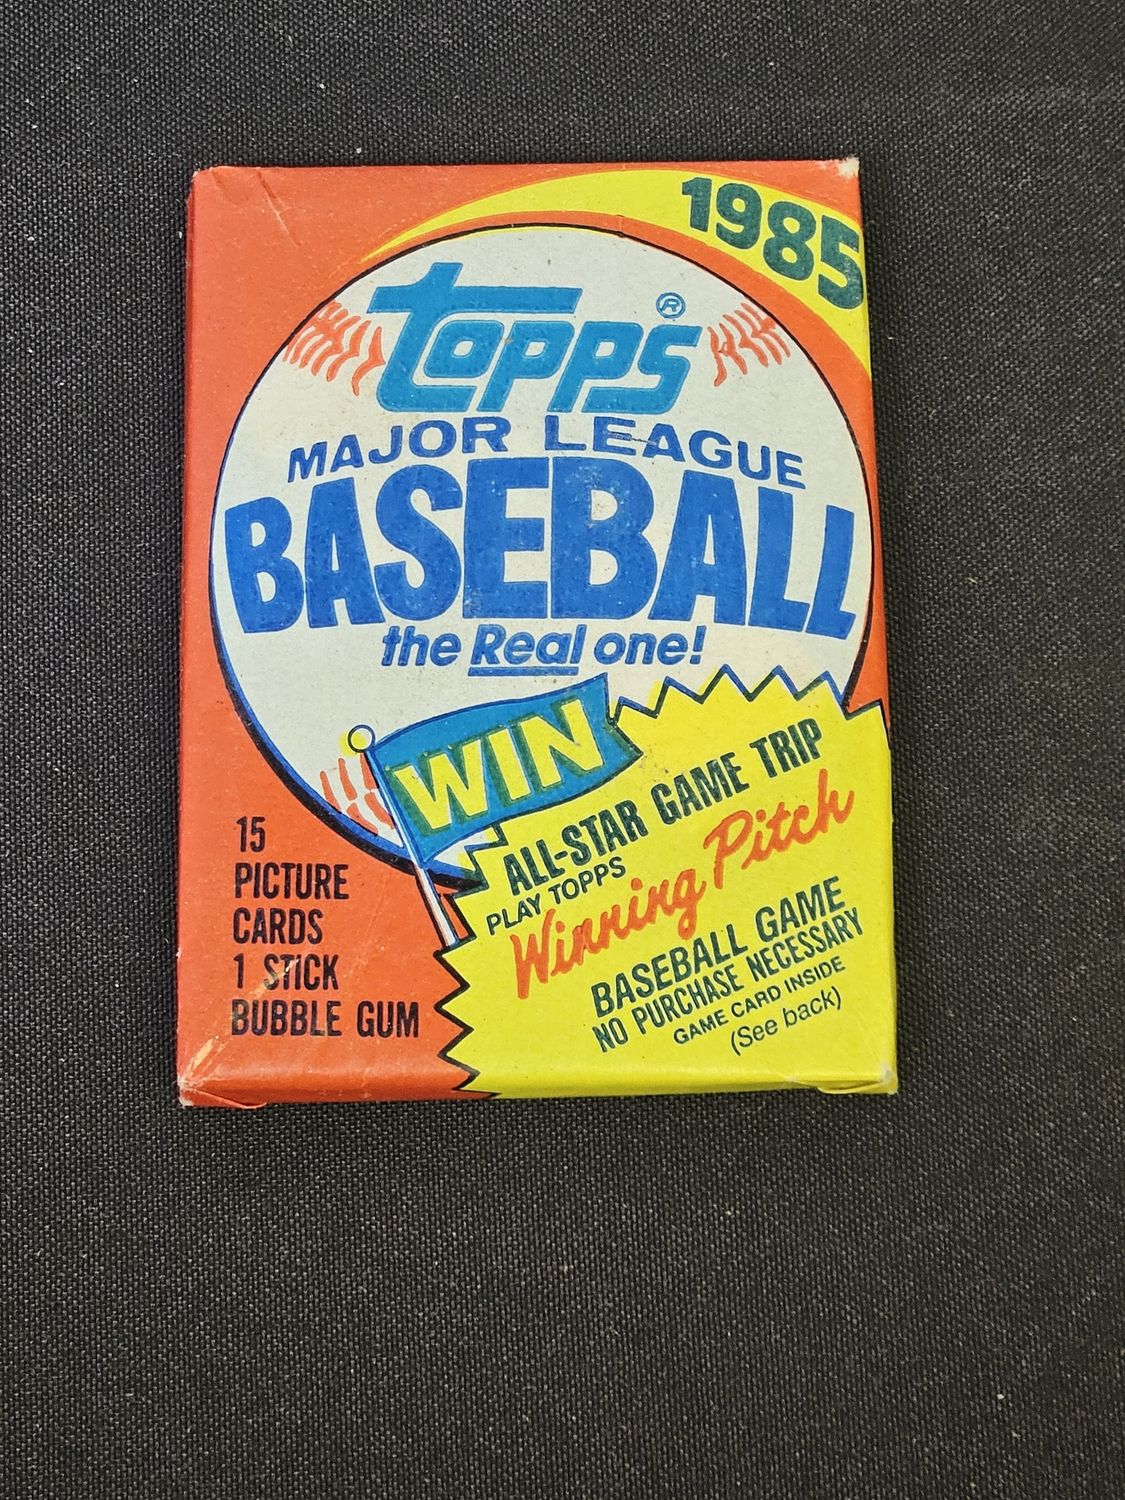 1985
topps®
MAJOR LEAGUE
BASEBALL
the Real one!
WIN
ALL-STAR GAME TRIP
PLAY TOPPS
Winning Pitch
BASEBALL GAME
NO PURCHASE NECESSARY
GAME CARD INSIDE
(See back)
15
PICTURE
CARDS
1 STICK
BUBBLE GUM